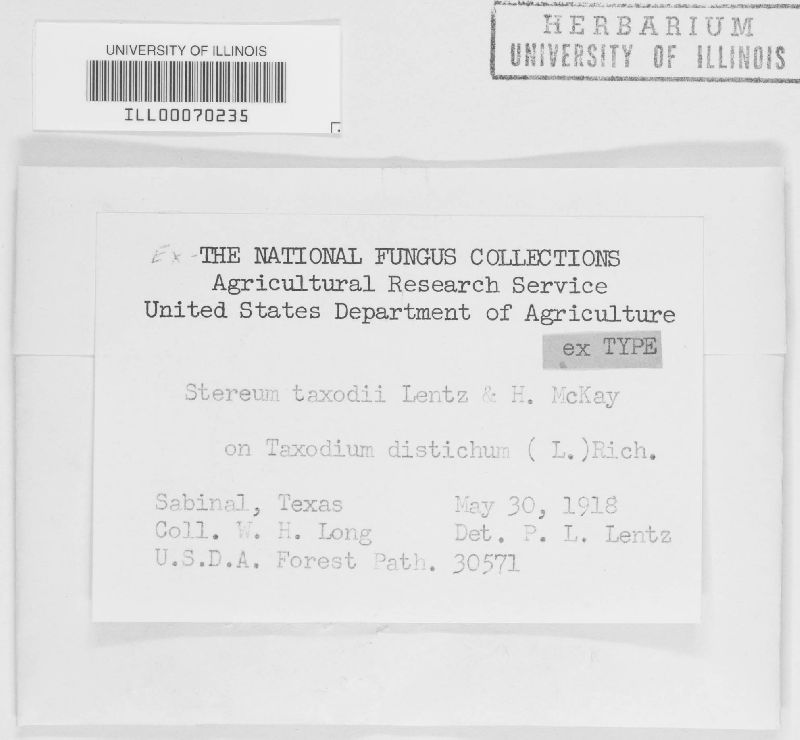 UNIVERSITY OF ILLINOIS
ILL00070235
HERBARIUM
UNIVERSITY OF ILLINOIS
Ex - THE NATIONAL FUNGUS COLLECTIONS
Agricultural Research Service
United States Department of Agriculture
ex TYPE
Stereum taxodii Lentz & H. McKay
on Taxodium distichum ( L.)Rich.
Sabinal, Texas May 30, 1918
Coll. W. H. Long Det. P. L. Lentz
U.S.D.A. Forest Path. 30571